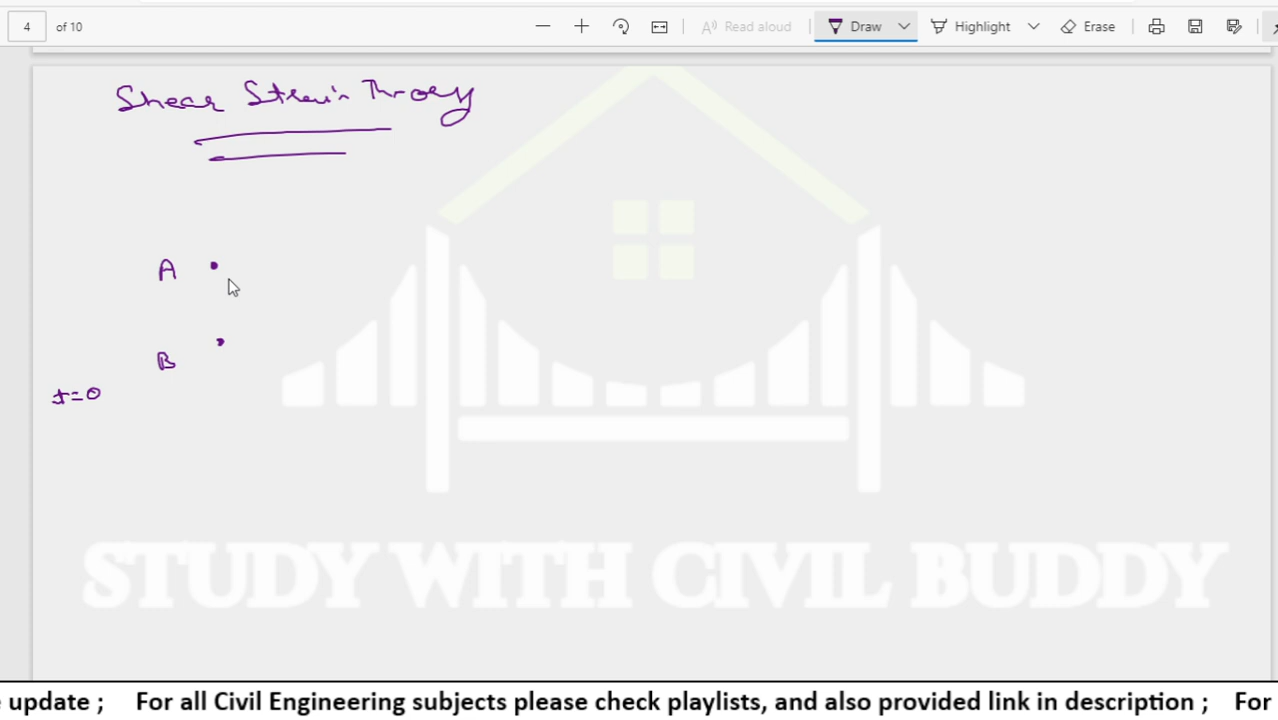 4 of 10 Read aloud Draw Highlight Erase
Shear Strain Throey
A
B
t=0
STUDY WITH CIVIL BUDDY
e update ; For all Civil Engineering subjects please check playlists, and also provided link in description ; For